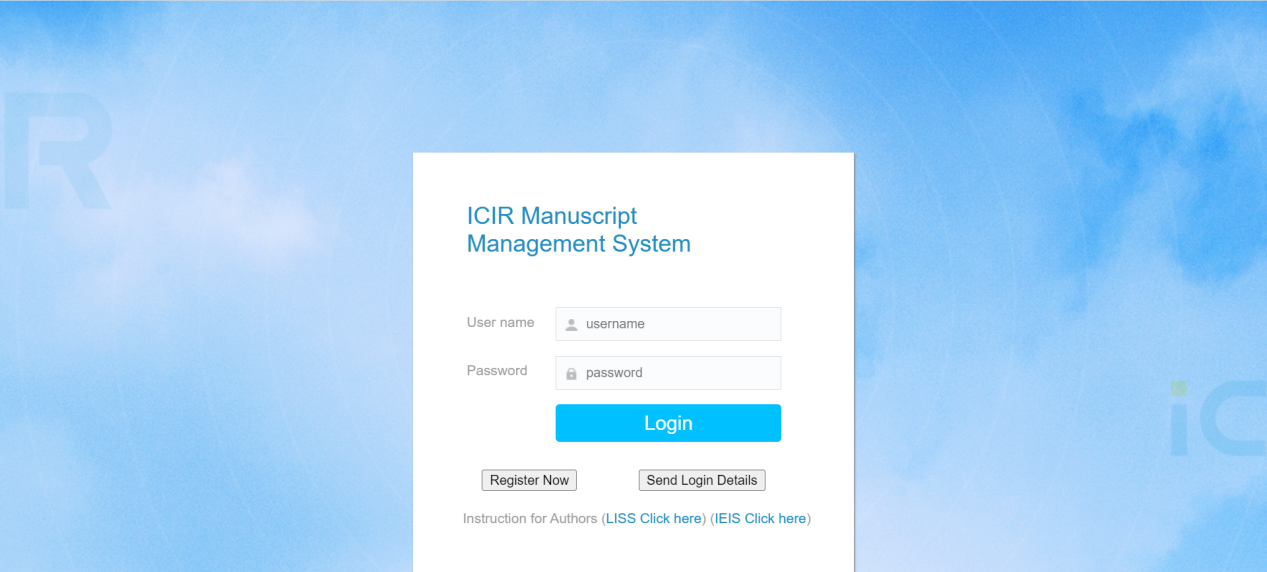 R
ICIR Manuscript
Management System
User name
username
Password
password
Login
iC
Register Now
Send Login Details
Instruction for Authors (LISS Click here) (IEIS Click here)